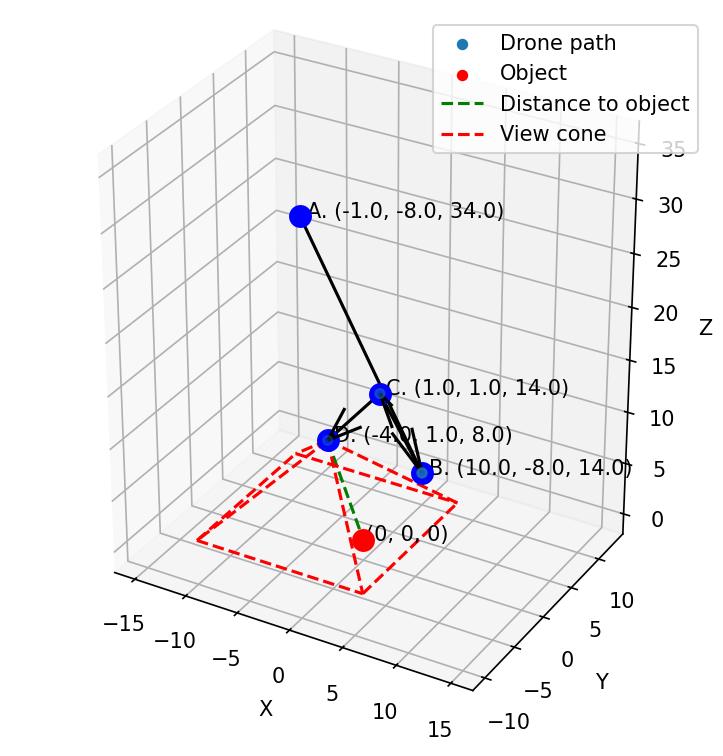 Drone path
Object
Distance to object
View cone
A. (-1.0, -8.0, 34.0)
C. (1.0, 1.0, 14.0)
D. (-4.0, 1.0, 8.0)
B. (10.0, -8.0, 14.0)
(0, 0, 0)
35
30
25
20
15
10
5
0
Z
−15
−10
−5
0
5
10
15
X
−10
−5
0
5
10
Y